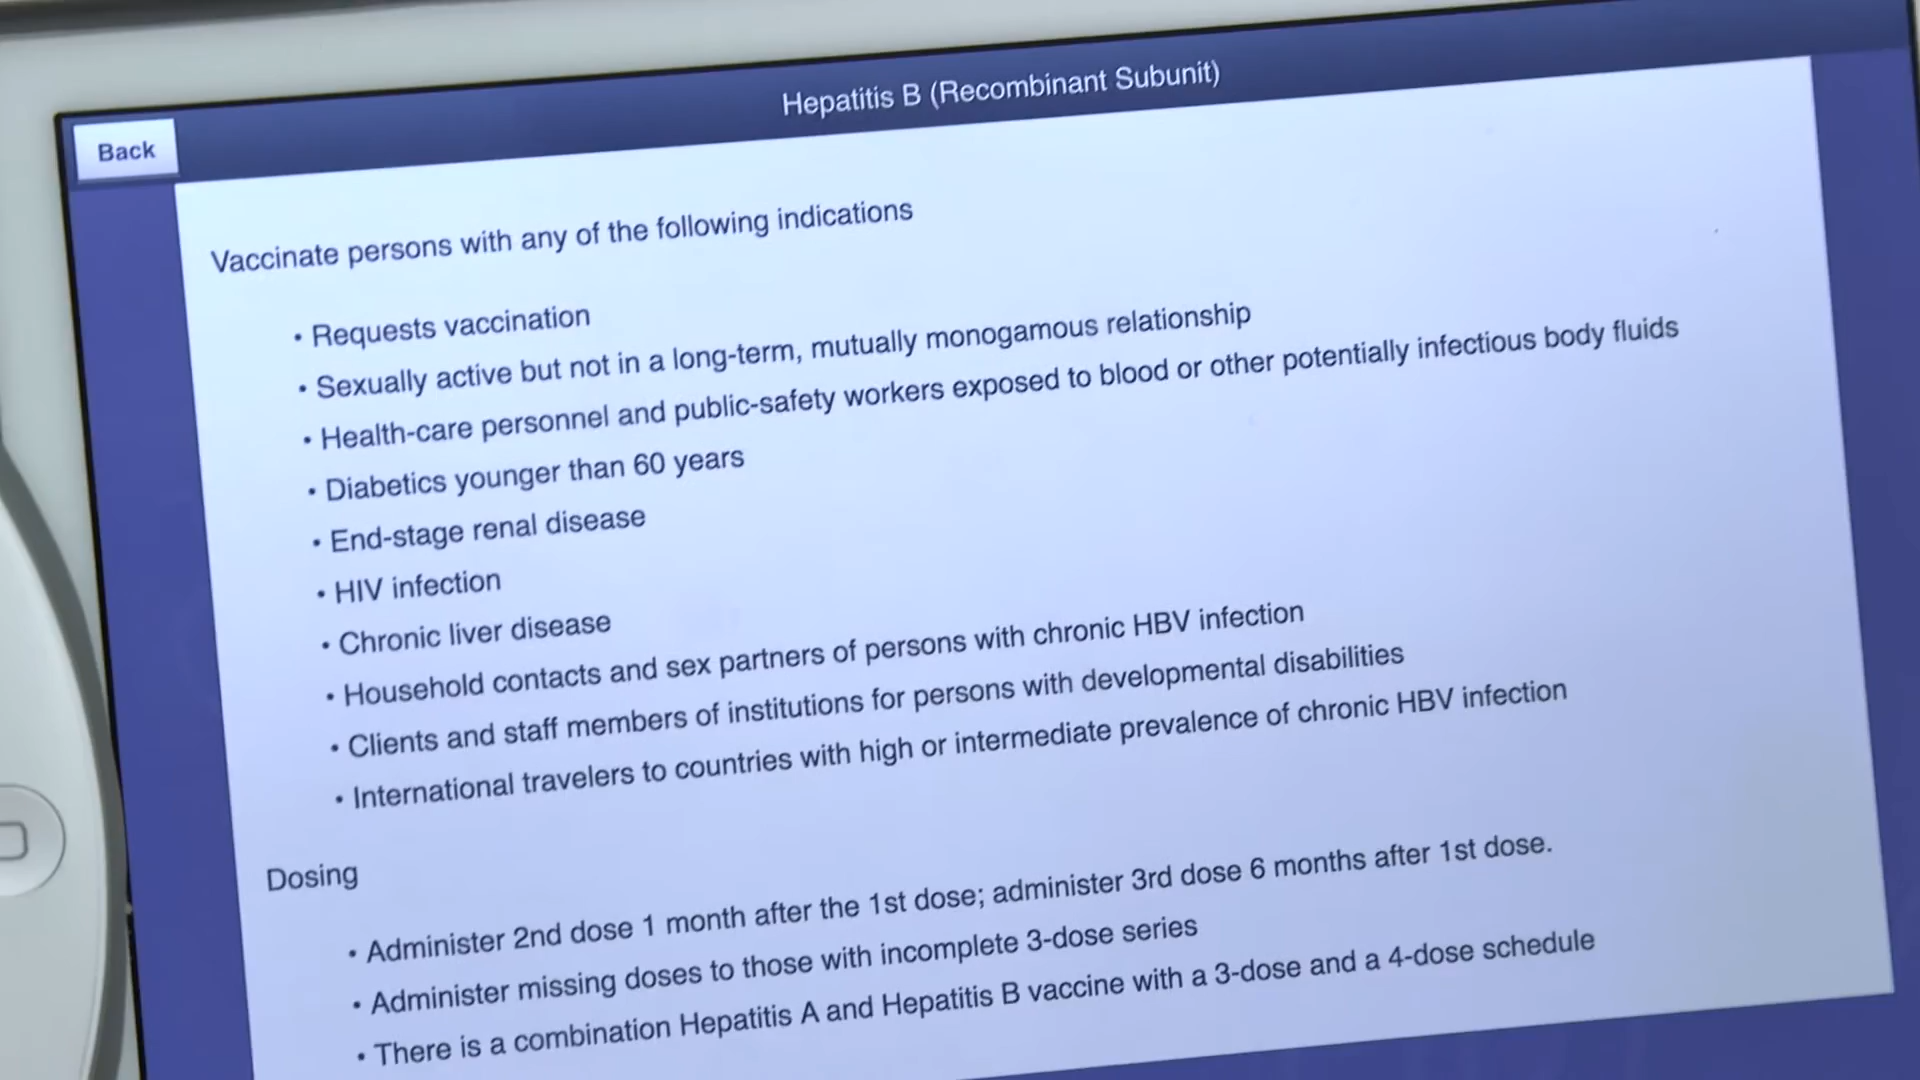 Hepatitis B (Recombinant Subunit)
Back
Vaccinate persons with any of the following indications
• Requests vaccination
• Sexually active but not in a long-term, mutually monogamous relationship
• Health-care personnel and public-safety workers exposed to blood or other potentially infectious body fluids
• Diabetics younger than 60 years
• End-stage renal disease
• HIV infection
• Chronic liver disease
• Household contacts and sex partners of persons with chronic HBV infection
• Clients and staff members of institutions for persons with developmental disabilities
• International travelers to countries with high or intermediate prevalence of chronic HBV infection
Dosing
• Administer 2nd dose 1 month after the 1st dose; administer 3rd dose 6 months after 1st dose.
• Administer missing doses to those with incomplete 3-dose series
• There is a combination Hepatitis A and Hepatitis B vaccine with a 3-dose and a 4-dose schedule